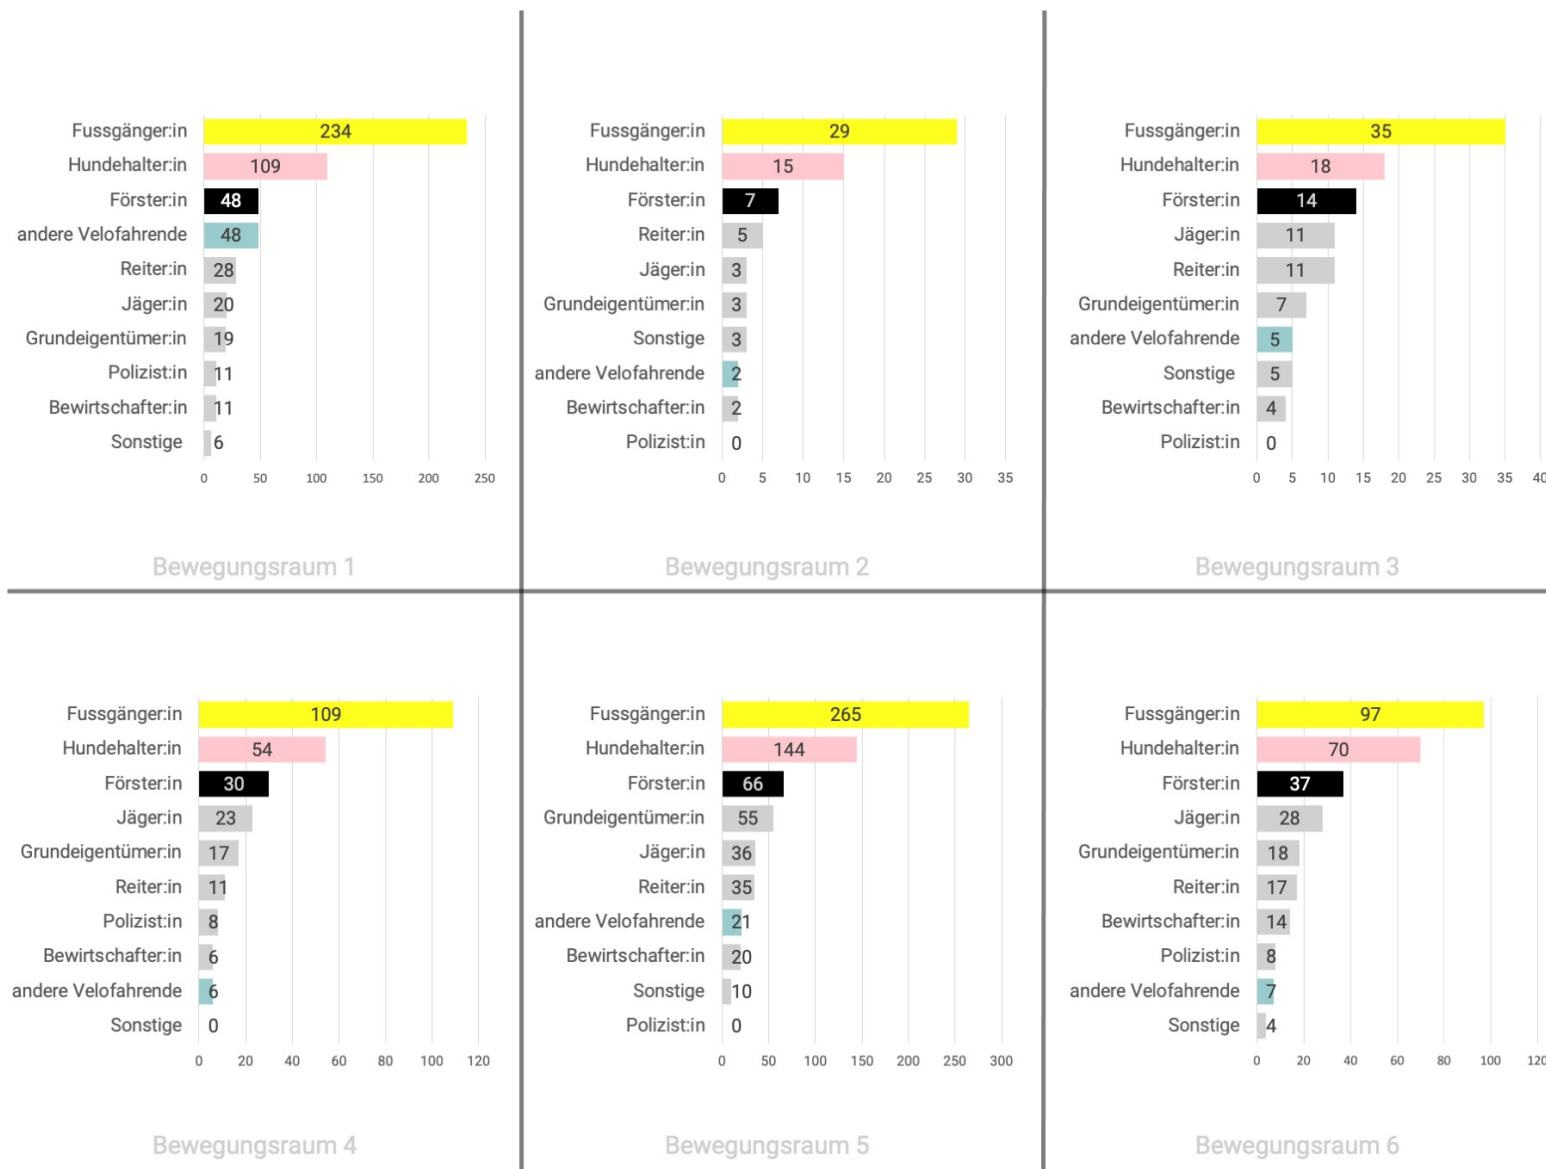 Fussgänger:in 234
Hundehalter:in 109
Förster:in 48
andere Velofahrende 48
Reiter:in 28
Jäger:in 20
Grundeigentümer:in 19
Polizist:in 11
Bewirtschafter:in 11
Sonstige 6
0 50 100 150 200 250
Bewegungsraum 1
Fussgänger:in 29
Hundehalter:in 15
Förster:in 7
Reiter:in 5
Jäger:in 3
Grundeigentümer:in 3
Sonstige 3
andere Velofahrende 2
Bewirtschafter:in 2
Polizist:in 0
0 5 10 15 20 25 30 35
Bewegungsraum 2
Fussgänger:in 35
Hundehalter:in 18
Förster:in 14
Jäger:in 11
Reiter:in 11
Grundeigentümer:in 7
andere Velofahrende 5
Sonstige 5
Bewirtschafter:in 4
Polizist:in 0
0 5 10 15 20 25 30 35 40
Bewegungsraum 3
Fussgänger:in 109
Hundehalter:in 54
Förster:in 30
Jäger:in 23
Grundeigentümer:in 17
Reiter:in 11
Polizist:in 8
Bewirtschafter:in 6
andere Velofahrende 6
Sonstige 0
0 20 40 60 80 100 120
Bewegungsraum 4
Fussgänger:in 265
Hundehalter:in 144
Förster:in 66
Grundeigentümer:in 55
Jäger:in 36
Reiter:in 35
andere Velofahrende 21
Bewirtschafter:in 20
Sonstige 10
Polizist:in 0
0 50 100 150 200 250 300
Bewegungsraum 5
Fussgänger:in 97
Hundehalter:in 70
Förster:in 37
Jäger:in 28
Grundeigentümer:in 18
Reiter:in 17
Bewirtschafter:in 14
Polizist:in 8
andere Velofahrende 7
Sonstige 4
0 20 40 60 80 100 120
Bewegungsraum 6